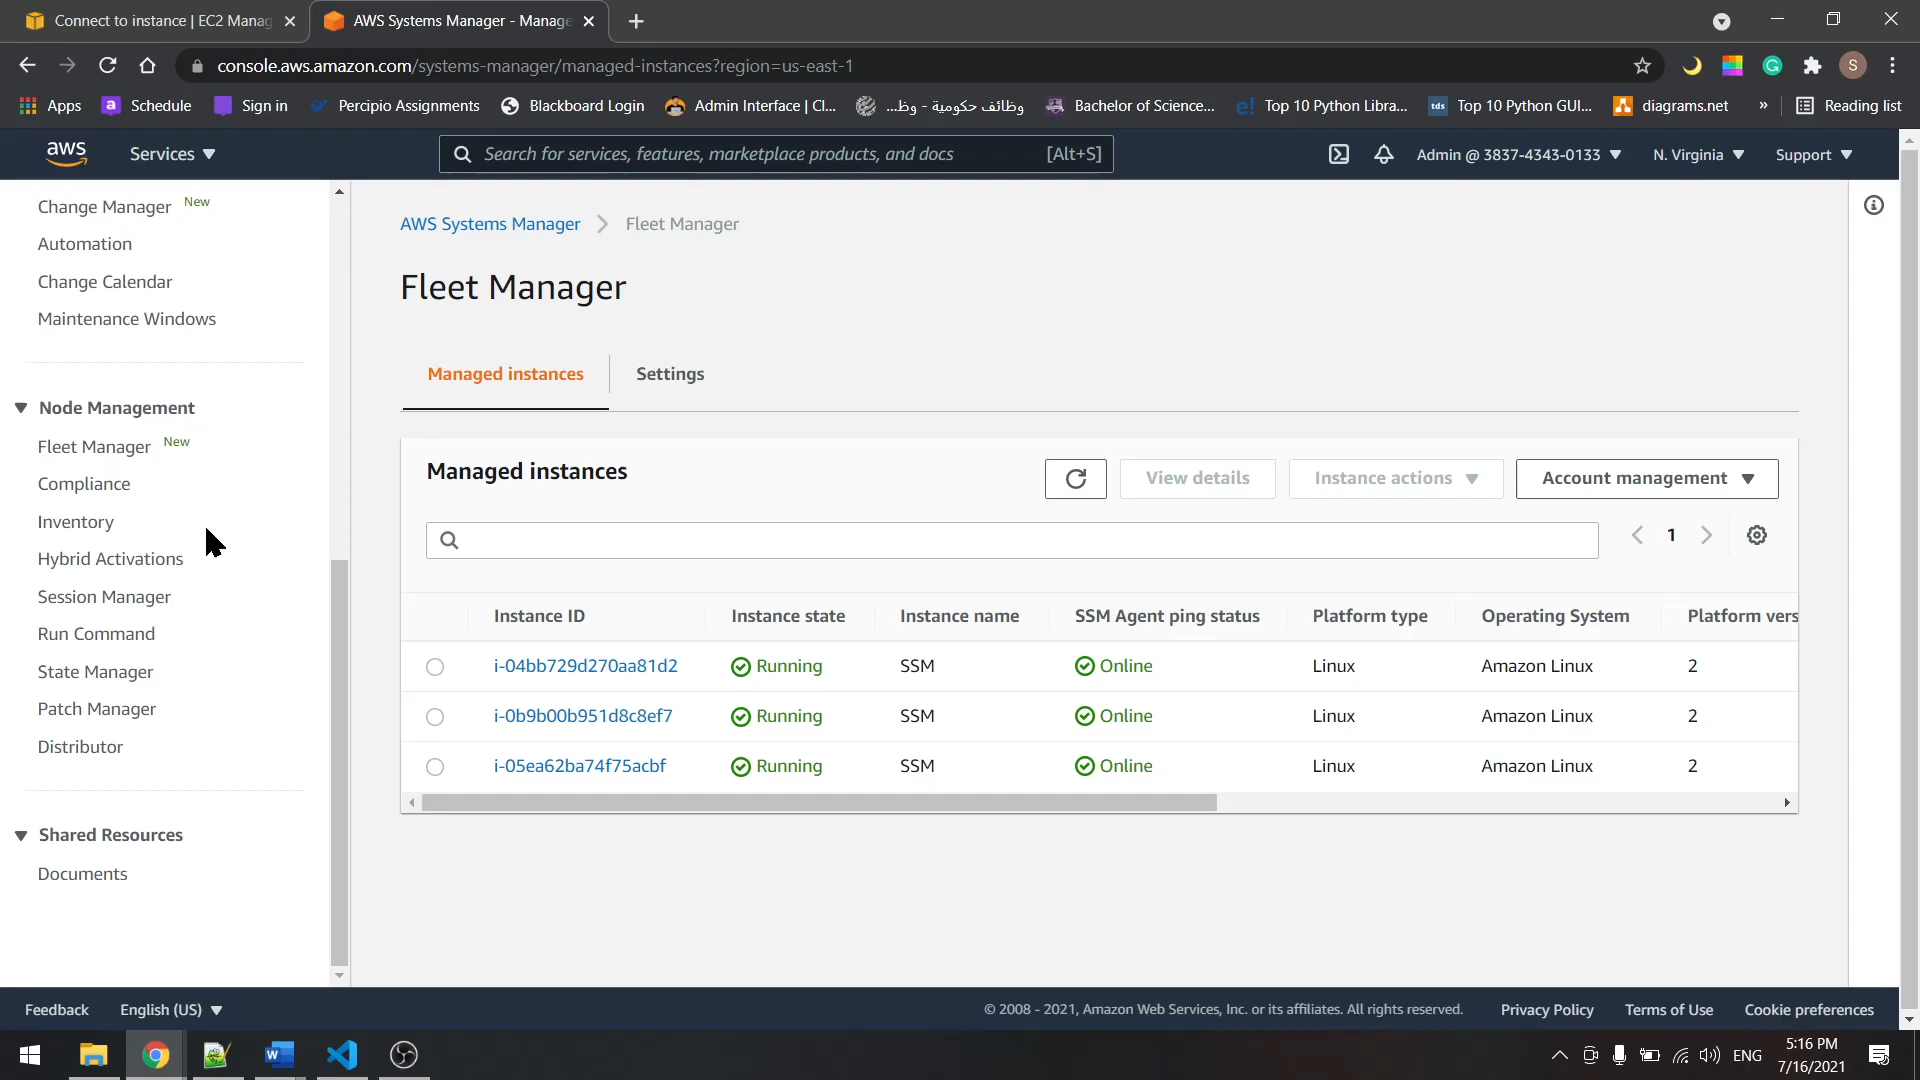 Connect to instance | EC2 Manag
AWS Systems Manager - Manage
console.aws.amazon.com/systems-manager/managed-instances?region=us-east-1
S
Apps
a Schedule
Sign in
Percipio Assignments
Blackboard Login
Admin Interface | Cl...
وظائف حكومية - وظ...
Bachelor of Science...
e! Top 10 Python Libra...
tds Top 10 Python GUI...
diagrams.net
»
Reading list
aws
Services
Search for services, features, marketplace products, and docs [Alt+S]
Admin @ 3837-4343-0133
N. Virginia
Support
Change Manager New
Automation
Change Calendar
Maintenance Windows
Node Management
Fleet Manager New
Compliance
Inventory
Hybrid Activations
Session Manager
Run Command
State Manager
Patch Manager
Distributor
Shared Resources
Documents
AWS Systems Manager > Fleet Manager
Fleet Manager
Managed instances Settings
Managed instances
View details
Instance actions
Account management
1
Instance ID Instance state Instance name SSM Agent ping status Platform type Operating System Platform vers
i-04bb729d270aa81d2 Running SSM Online Linux Amazon Linux 2
i-0b9b00b951d8c8ef7 Running SSM Online Linux Amazon Linux 2
i-05ea62ba74f75acbf Running SSM Online Linux Amazon Linux 2
Feedback English (US)
© 2008 - 2021, Amazon Web Services, Inc. or its affiliates. All rights reserved. Privacy Policy Terms of Use Cookie preferences
W
ENG
5:16 PM
7/16/2021